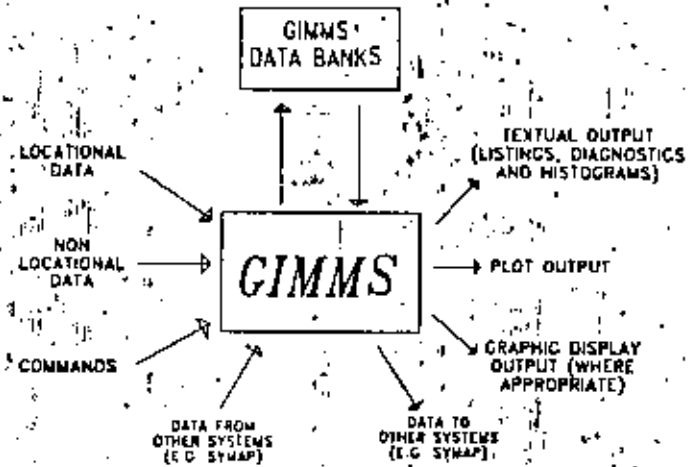 GIMMS
DATA BANKS
LOCATIONAL
DATA
TEXTUAL OUTPUT
(LISTINGS, DIAGNOSTICS
AND HISTOGRAMS)
NON
LOCATIONAL
DATA
GIMMS
PLOT OUTPUT
COMMANDS
GRAPHIC DISPLAY
OUTPUT (WHERE
APPROPRIATE)
DATA FROM
OTHER SYSTEMS
(E.G. SYMAP)
DATA TO
OTHER SYSTEMS
(E.G. SYMAP)